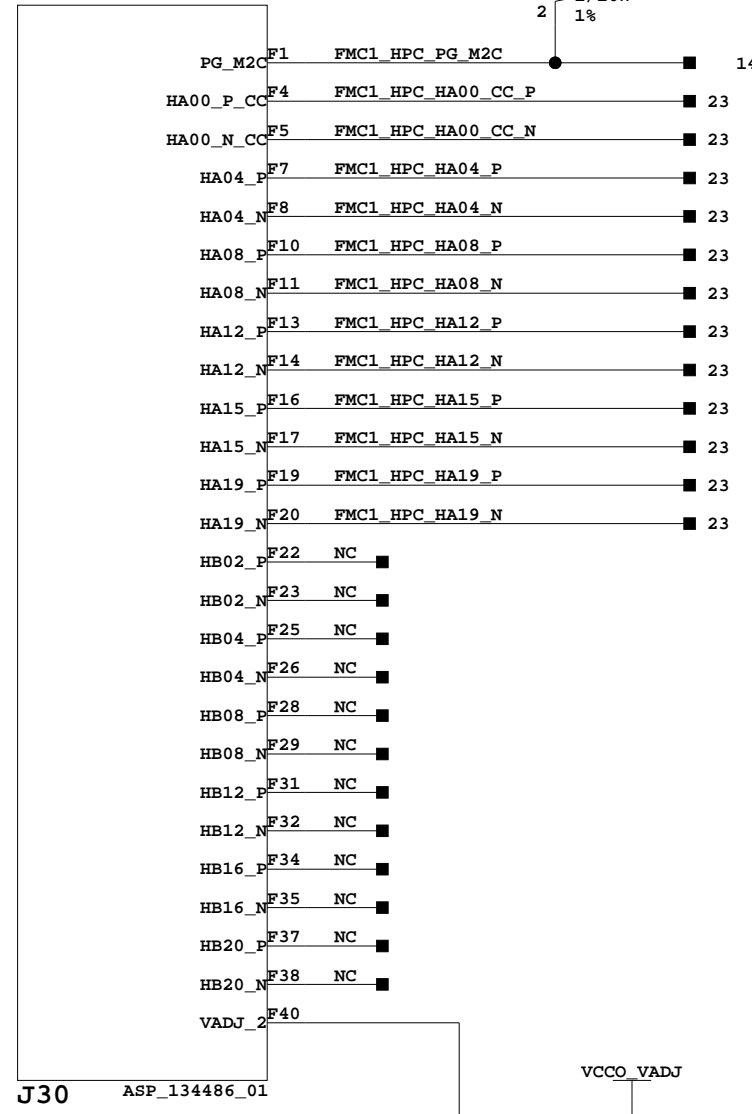 2 1%
PG_M2C F1 FMC1_HPC_PG_M2C
HA00_P_CC F4 FMC1_HPC_HA00_CC_P 23
HA00_N_CC F5 FMC1_HPC_HA00_CC_N 23
HA04_P F7 FMC1_HPC_HA04_P 23
HA04_N F8 FMC1_HPC_HA04_N 23
HA08_P F10 FMC1_HPC_HA08_P 23
HA08_N F11 FMC1_HPC_HA08_N 23
HA12_P F13 FMC1_HPC_HA12_P 23
HA12_N F14 FMC1_HPC_HA12_N 23
HA15_P F16 FMC1_HPC_HA15_P 23
HA15_N F17 FMC1_HPC_HA15_N 23
HA19_P F19 FMC1_HPC_HA19_P 23
HA19_N F20 FMC1_HPC_HA19_N 23
HB02_P F22 NC
HB02_N F23 NC
HB04_P F25 NC
HB04_N F26 NC
HB08_P F28 NC
HB08_N F29 NC
HB12_P F31 NC
HB12_N F32 NC
HB16_P F34 NC
HB16_N F35 NC
HB20_P F37 NC
HB20_N F38 NC
VADJ_2 F40
VCCO_VADJ
J30 ASP_134486_01